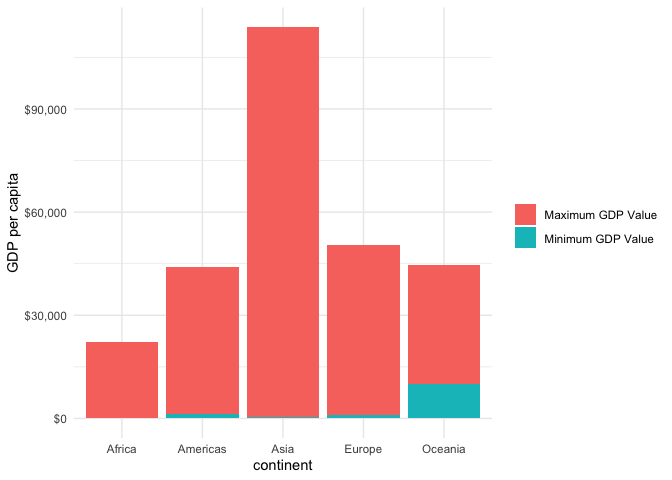 $90,000
$60,000
$30,000
$0
GDP per capita
Africa Americas Asia Europe Oceania
continent
Maximum GDP Value
Minimum GDP Value